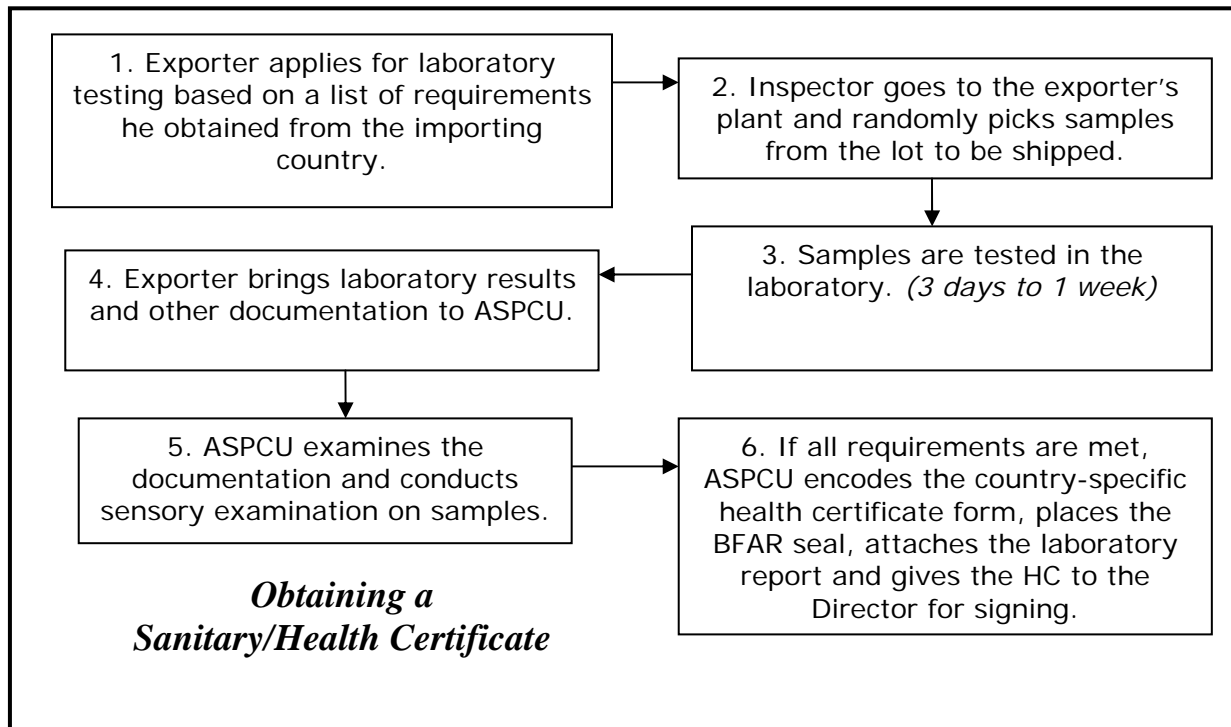 1. Exporter applies for laboratory
testing based on a list of requirements
he obtained from the importing
country.
2. Inspector goes to the exporter’s
plant and randomly picks samples
from the lot to be shipped.
3. Samples are tested in the
laboratory. (3 days to 1 week)
4. Exporter brings laboratory results
and other documentation to ASPCU.
5. ASPCU examines the
documentation and conducts
sensory examination on samples.
6. If all requirements are met,
ASPCU encodes the country-specific
health certificate form, places the
BFAR seal, attaches the laboratory
report and gives the HC to the
Director for signing.
Obtaining a
Sanitary/Health Certificate